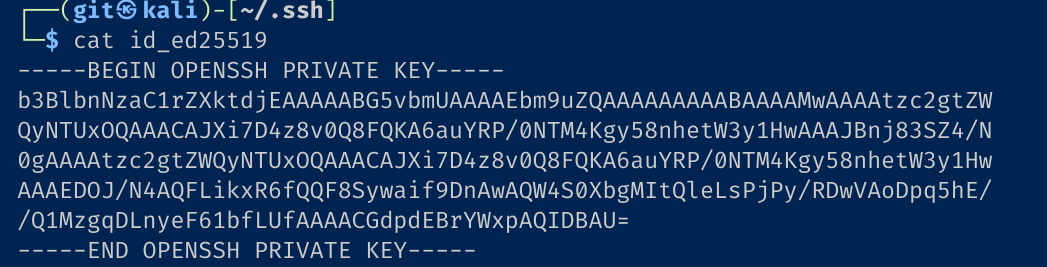 ┌──(git㉿kali)-[~/.ssh]
└─$ cat id_ed25519
-----BEGIN OPENSSH PRIVATE KEY-----
b3BlbnNzaC1rZXktdjEAAAAABG5vbmUAAAAEbm9uZQAAAAAAAAABAAAAMwAAAAtzc2gtZW
QyNTUxOQAAACAJXi7D4z8v0Q8FQKA6auYRP/0NTM4Kgy58nhetW3y1HwAAAJBnj83SZ4/N
0gAAAAtzc2gtZWQyNTUxOQAAACAJXi7D4z8v0Q8FQKA6auYRP/0NTM4Kgy58nhetW3y1Hw
AAAEDOJ/N4AQFLikxR6fQQF8Sywaif9DnAwAQW4S0XbgMItQleLsPjPy/RDwVAoDpq5hE/
/Q1MzgqDLnyeF61bfLUfAAAACGdpdEBrYWxpAQIDBAU=
-----END OPENSSH PRIVATE KEY-----